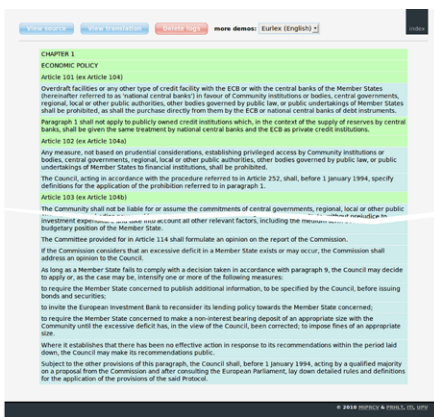 View source View translation Delete logs more demos: Eurlex (English) index
CHAPTER 1
ECONOMIC POLICY
Article 101 (ex Article 104)
Overdraft facilities or any other type of credit facility with the ECB or with the central banks of the Member States
(hereinafter referred to as 'national central banks') in favour of Community institutions or bodies, central governments,
regional, local or other public authorities, other bodies governed by public law, or public undertakings of Member States
shall be prohibited, as shall the purchase directly from them by the ECB or national central banks of debt instruments.
Paragraph 1 shall not apply to publicly owned credit institutions which, in the context of the supply of reserves by central
banks, shall be given the same treatment by national central banks and the ECB as private credit institutions.
Article 102 (ex Article 104a)
Any measure, not based on prudential considerations, establishing privileged access by Community institutions or
bodies, central governments, regional, local or other public authorities, other bodies governed by public law, or public
undertakings of Member States to financial institutions, shall be prohibited.
The Council, acting in accordance with the procedure referred to in Article 252, shall, before 1 January 1994, specify
definitions for the application of the prohibition referred to in paragraph 1.
Article 103 (ex Article 104b)
The Community shall not be liable for or assume the commitments of central governments, regional, local or other public
without prejudice to
investment expenditure and take into account all other relevant factors, including the medium
budgetary position of the Member State.
The Committee provided for in Article 114 shall formulate an opinion on the report of the Commission.
If the Commission considers that an excessive deficit in a Member State exists or may occur, the Commission shall
address an opinion to the Council.
As long as a Member State fails to comply with a decision taken in accordance with paragraph 9, the Council may decide
to apply or, as the case may be, intensify one or more of the following measures:
to require the Member State concerned to publish additional information, to be specified by the Council, before issuing
bonds and securities;
to invite the European Investment Bank to reconsider its lending policy towards the Member State concerned;
to require the Member State concerned to make a non-interest bearing deposit of an appropriate size with the
Community until the excessive deficit has, in the view of the Council, been corrected; to impose fines of an appropriate
size.
Where it establishes that there has been no effective action in response to its recommendations within the period laid
down, the Council may make its recommendations public.
Subject to the other provisions of this paragraph, the Council shall, before 1 January 1994, acting by a qualified majority
on a proposal from the Commission and after consulting the European Parliament, lay down detailed rules and definitions
for the application of the provisions of the said Protocol.
© 2010 MIPRCV & PRHLT, ITI, UPV